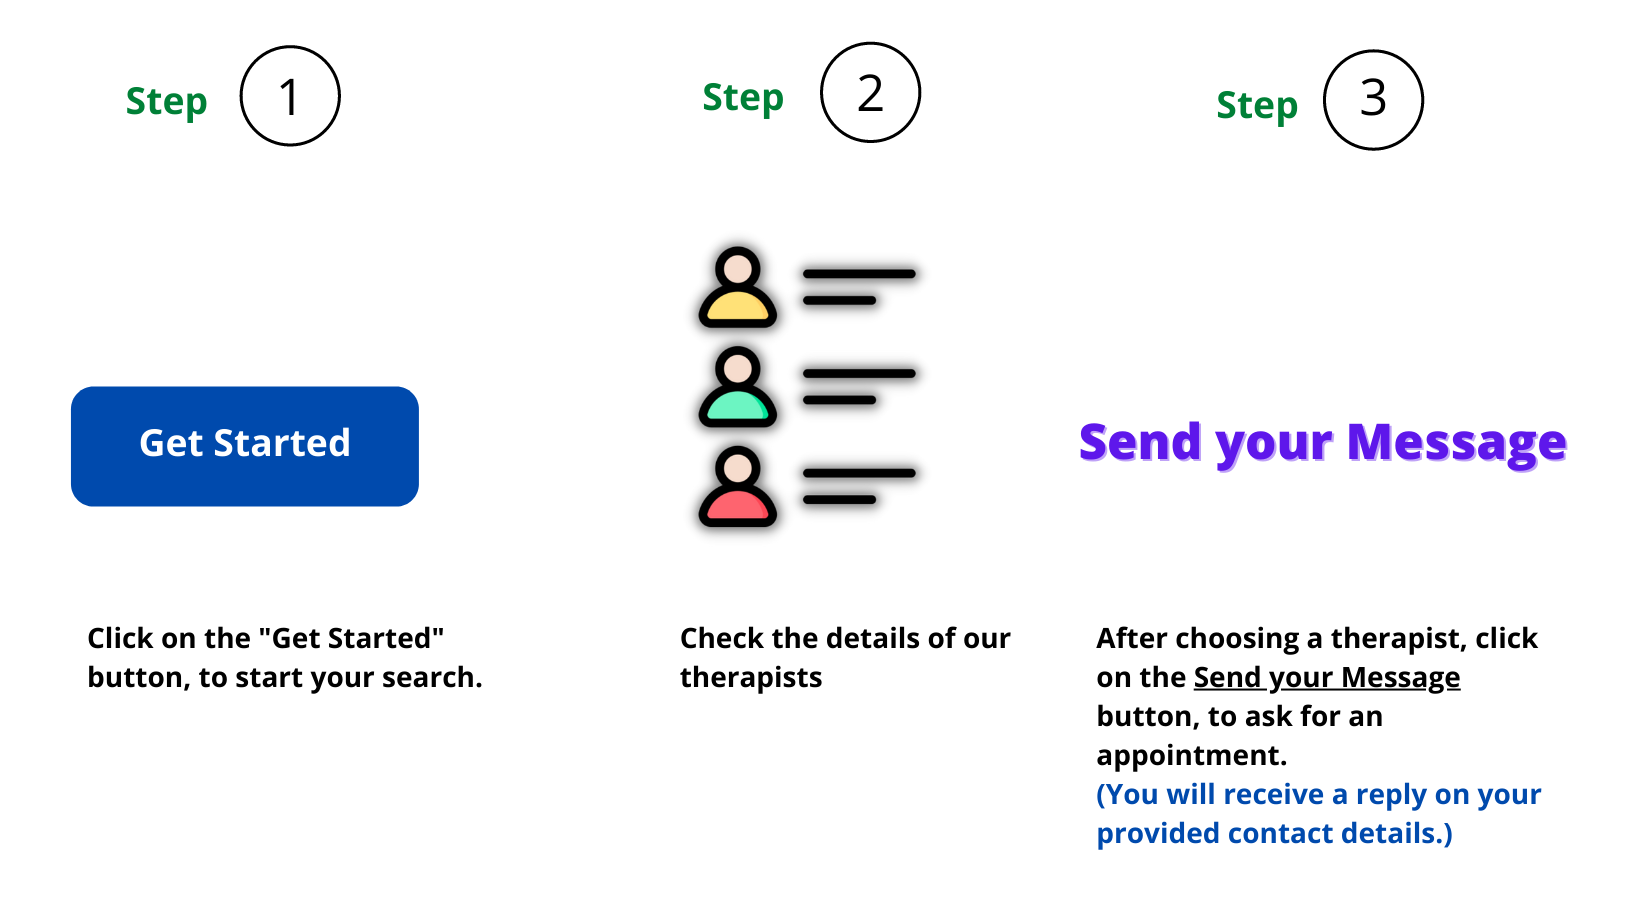 Step 1
Step 2
Step 3
Get Started
Send your Message
Click on the "Get Started"
button, to start your search.
Check the details of our
therapists
After choosing a therapist, click
on the Send your Message
button, to ask for an
appointment.
(You will receive a reply on your
provided contact details.)